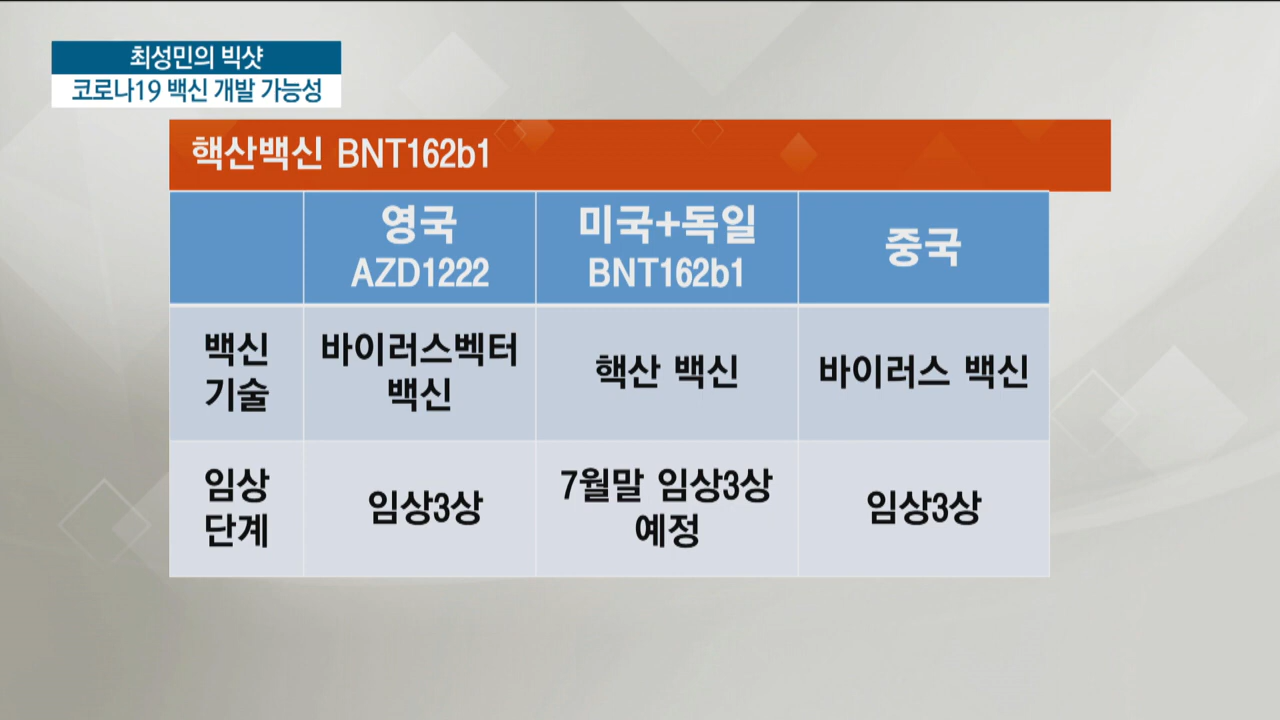 최성민의 빅샷
코로나19 백신 개발 가능성
핵산백신 BNT162b1
영국
AZD1222
미국+독일
BNT162b1
중국
백신
기술
바이러스벡터
백신
핵산 백신
바이러스 백신
임상
단계
임상3상
7월말 임상3상
예정
임상3상